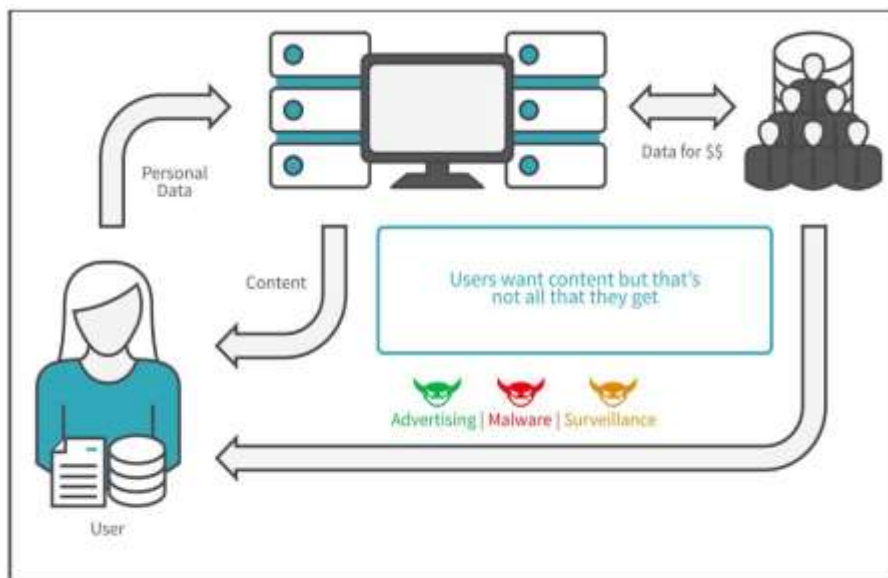 Personal
Data
Data for $$
Content
Users want content but that's
not all that they get
Advertising | Malware | Surveillance
User